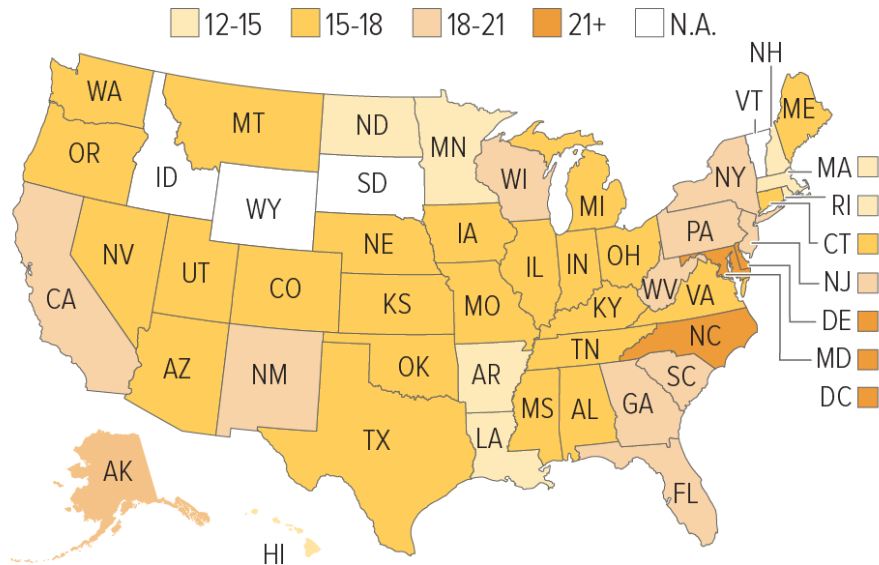 12-15 15-18 18-21 21+ N.A.
NH
VT
WA MT ND MN ME
OR ID SD WI NY MA
WY MI RI
NV NE IA PA CT
UT CO IL IN OH NJ
CA KS MO WV VA DE
KY
AZ NM OK TN NC MD
AR SC DC
TX MS AL GA
LA
AK FL
HI